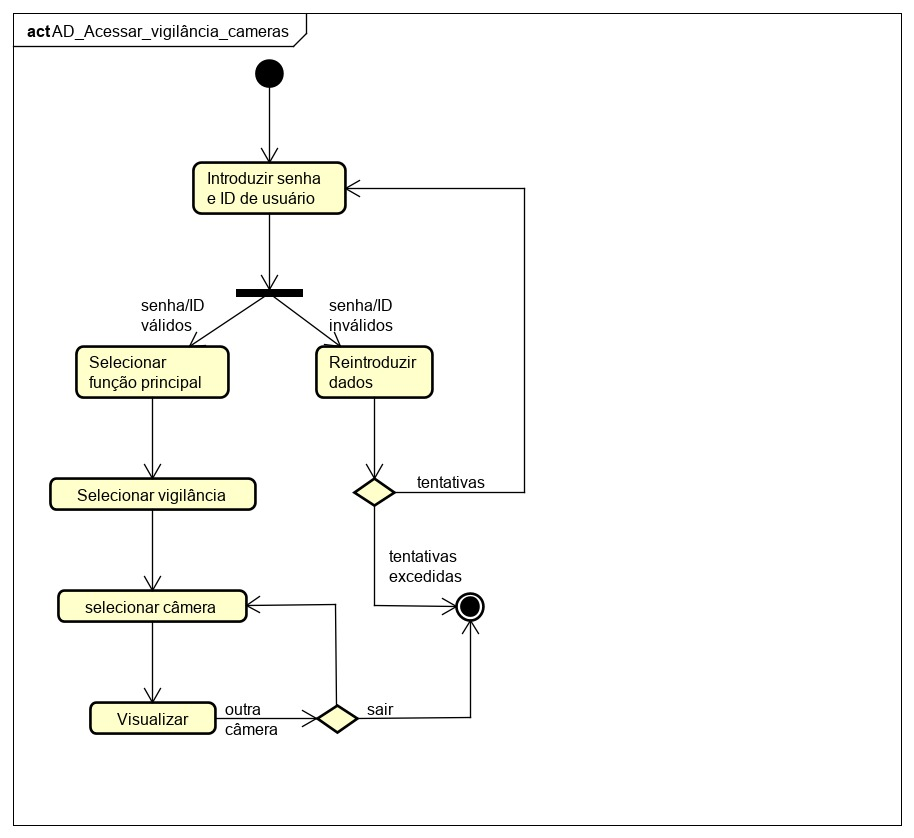 act AD_Acessar_vigilância_cameras
Introduzir senha
e ID de usuário
senha/ID
válidos
senha/ID
inválidos
Selecionar
função principal
Reintroduzir
dados
Selecionar vigilância
tentativas
tentativas
excedidas
selecionar câmera
Visualizar
outra
câmera
sair